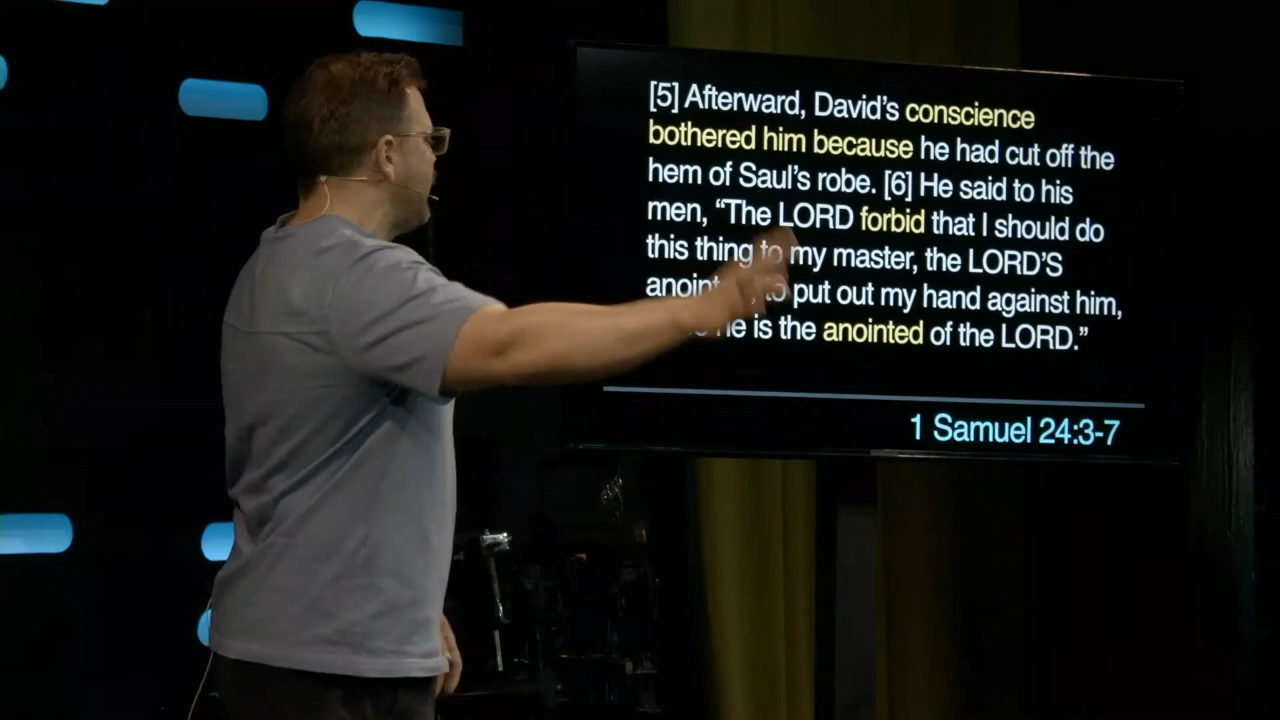 [5] Afterward, David’s conscience
bothered him because he had cut off the
hem of Saul’s robe. [6] He said to his
men, “The LORD forbid that I should do
this thing to my master, the LORD’S
put out my hand against him,
he is the anointed of the LORD.”
1 Samuel 24:3-7